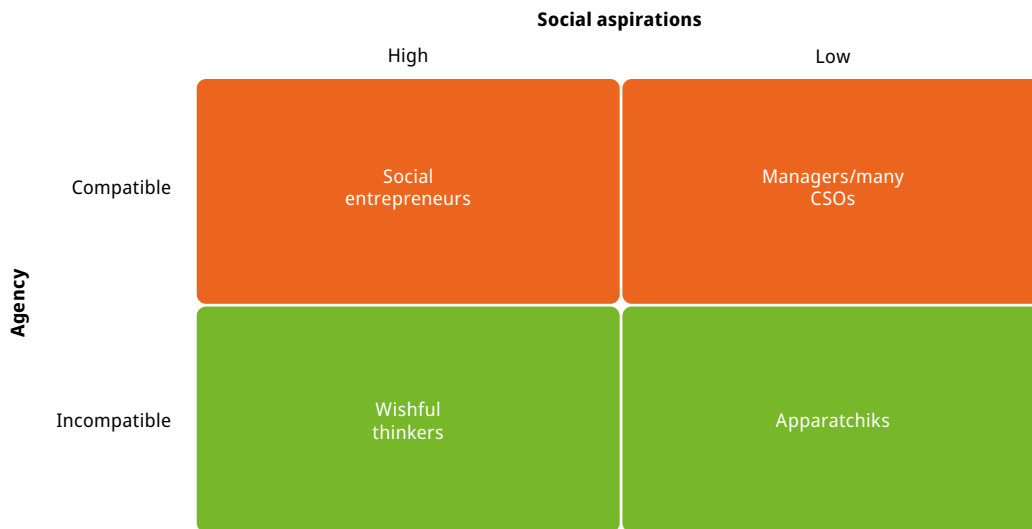 Social aspirations
High
Low
Agency
Compatible
Social
entrepreneurs
Managers/many
CSOs
Incompatible
Wishful
thinkers
Apparatchiks